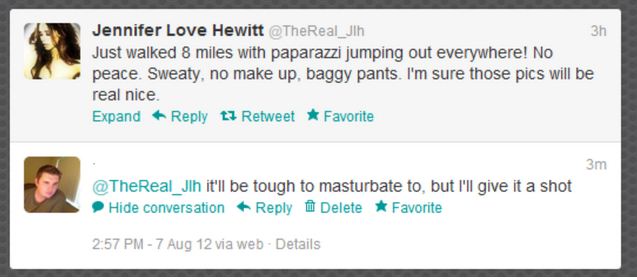 Jennifer Love Hewitt @TheReal_Jlh 3h
Just walked 8 miles with paparazzi jumping out everywhere! No
peace. Sweaty, no make up, baggy pants. I'm sure those pics will be
real nice.
Expand Reply Retweet Favorite
. 3m
@TheReal_Jlh it'll be tough to masturbate to, but I'll give it a shot
Hide conversation Reply Delete Favorite
2:57 PM - 7 Aug 12 via web · Details